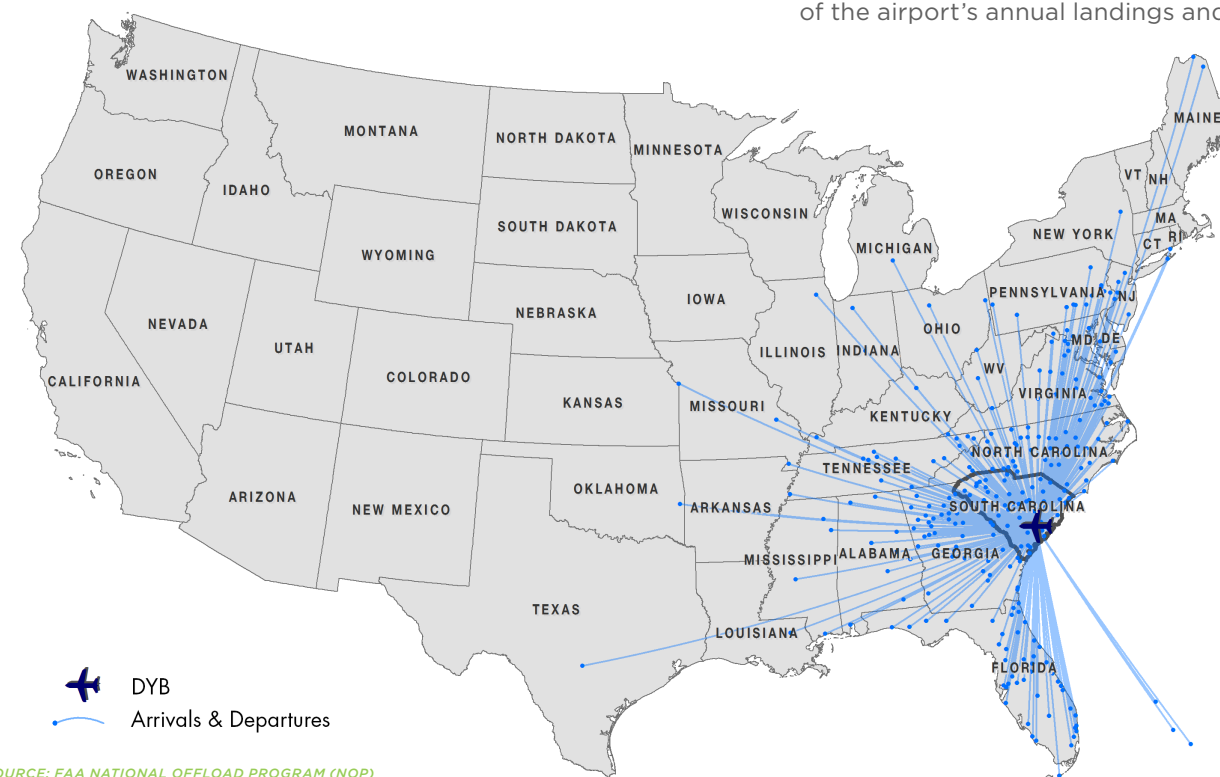 of the airport's annual landings and
WASHINGTON
MONTANA
NORTH DAKOTA
MINNESOTA
MAINE
OREGON
IDAHO
VT
NH
WISCONSIN
SOUTH DAKOTA
MA
NEW YORK
RI
CT
MICHIGAN
WYOMING
PENNSYLVANIA
NJ
IOWA
NEBRASKA
NEVADA
OHIO
UTAH
ILLINOIS
INDIANA
MD
DE
WV
COLORADO
CALIFORNIA
VIRGINIA
KANSAS
MISSOURI
KENTUCKY
NORTH CAROLINA
TENNESSEE
OKLAHOMA
ARIZONA
NEW MEXICO
ARKANSAS
SOUTH CAROLINA
MISSISSIPPI
ALABAMA
GEORGIA
TEXAS
LOUISIANA
FLORIDA
DYB
Arrivals & Departures
OURCE: FAA NATIONAL OFFLOAD PROGRAM (NOP)